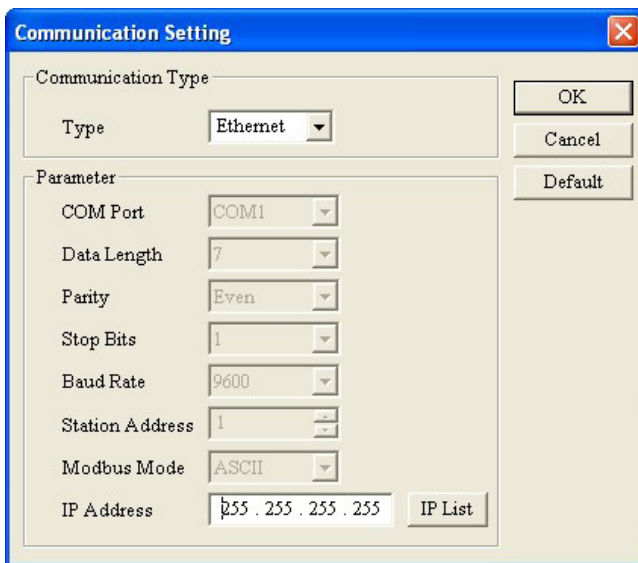 Communication Setting
Communication Type
Type Ethernet
OK
Cancel
Default
Parameter
COM Port COM1
Data Length 7
Parity Even
Stop Bits 1
Baud Rate 9600
Station Address 1
Modbus Mode ASCII
IP Address 255 . 255 . 255 . 255 IP List